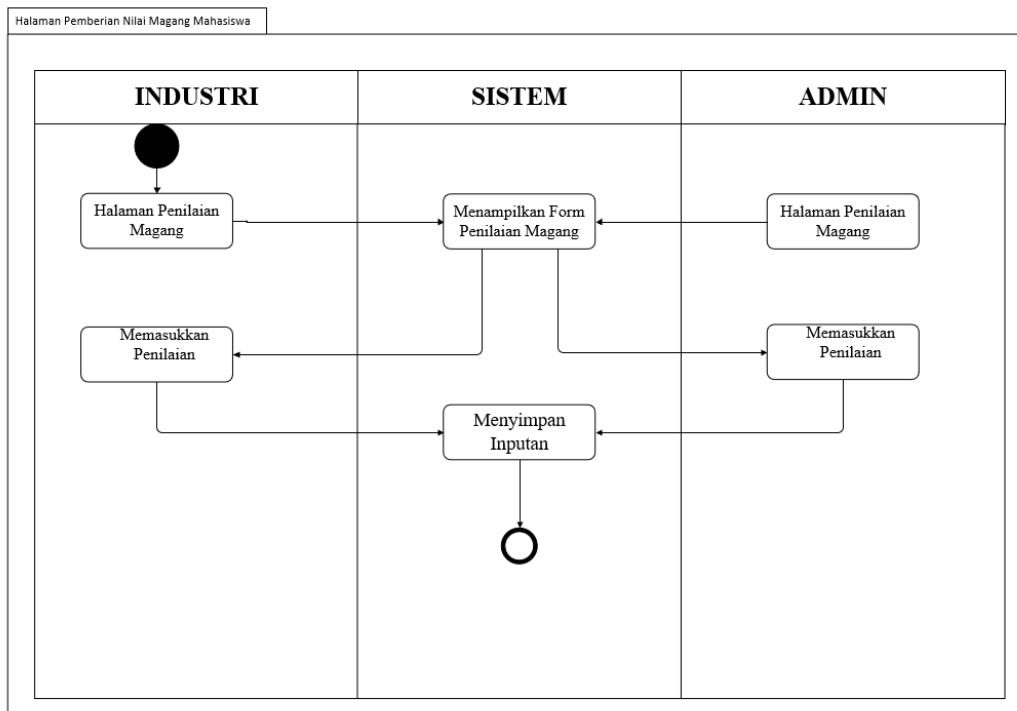 Halaman Pemberian Nilai Magang Mahasiswa
INDUSTRI
SISTEM
ADMIN
Halaman Penilaian
Magang
Menampilkan Form
Penilaian Magang
Halaman Penilaian
Magang
Memasukkan
Penilaian
Memasukkan
Penilaian
Menyimpan
Inputan